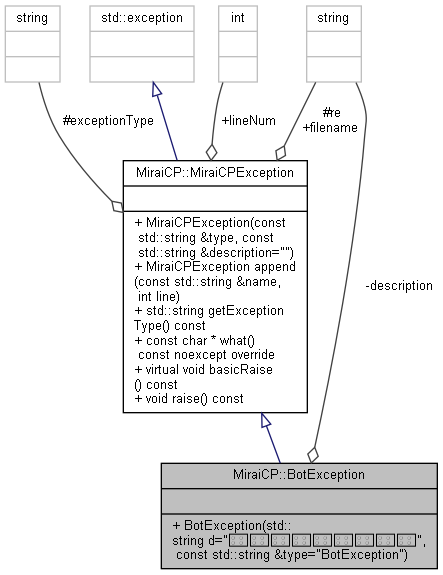 string
std::exception
int
string
#exceptionType
+lineNum
#re
+filename
MiraiCP::MiraiCPException
+ MiraiCPException(const
std::string &type, const
std::string &description="")
+ MiraiCPException append
(const std::string &name,
int line)
+ std::string getException
Type() const
+ const char * what()
const noexcept override
+ virtual void basicRaise
() const
+ void raise() const
-description
MiraiCP::BotException
+ BotException(std::
string d="",
const std::string &type="BotException")